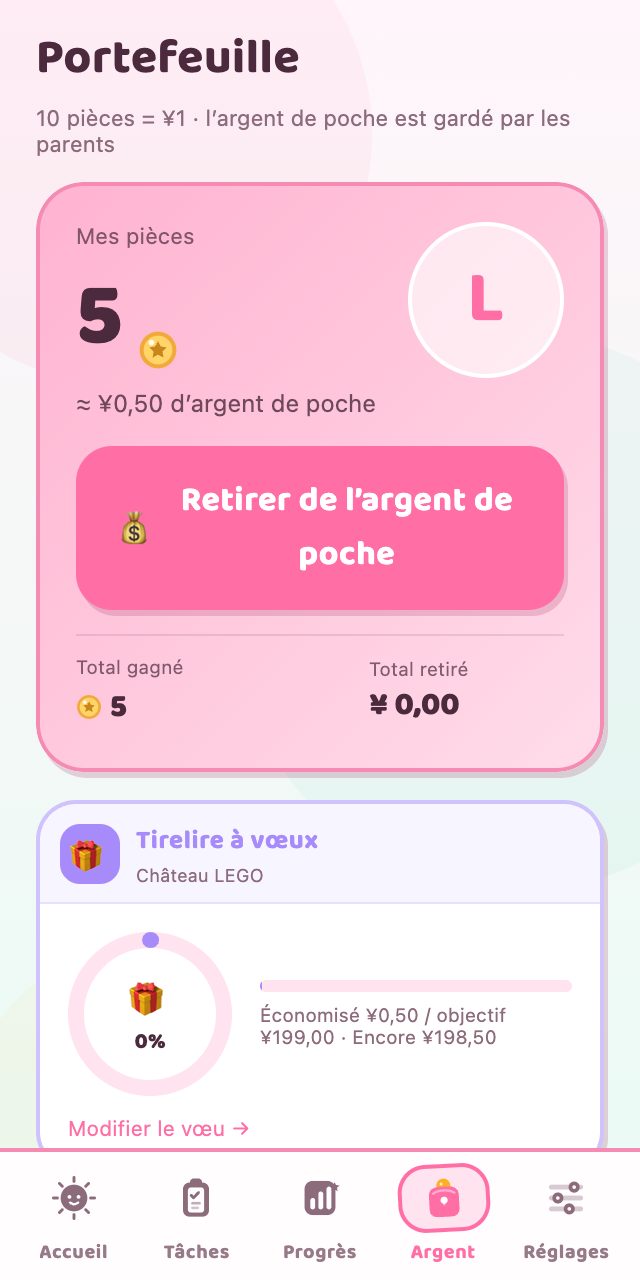 Portefeuille
10 pièces = ¥1 · l’argent de poche est gardé par les
parents
Mes pièces
5
L
≈ ¥0,50 d’argent de poche
Retirer de l’argent de
poche
Total gagné
Total retiré
5
¥ 0,00
Tirelire à vœux
Château LEGO
0%
Économisé ¥0,50 / objectif
¥199,00 · Encore ¥198,50
Modifier le vœu →
Accueil
Tâches
Progrès
Argent
Réglages